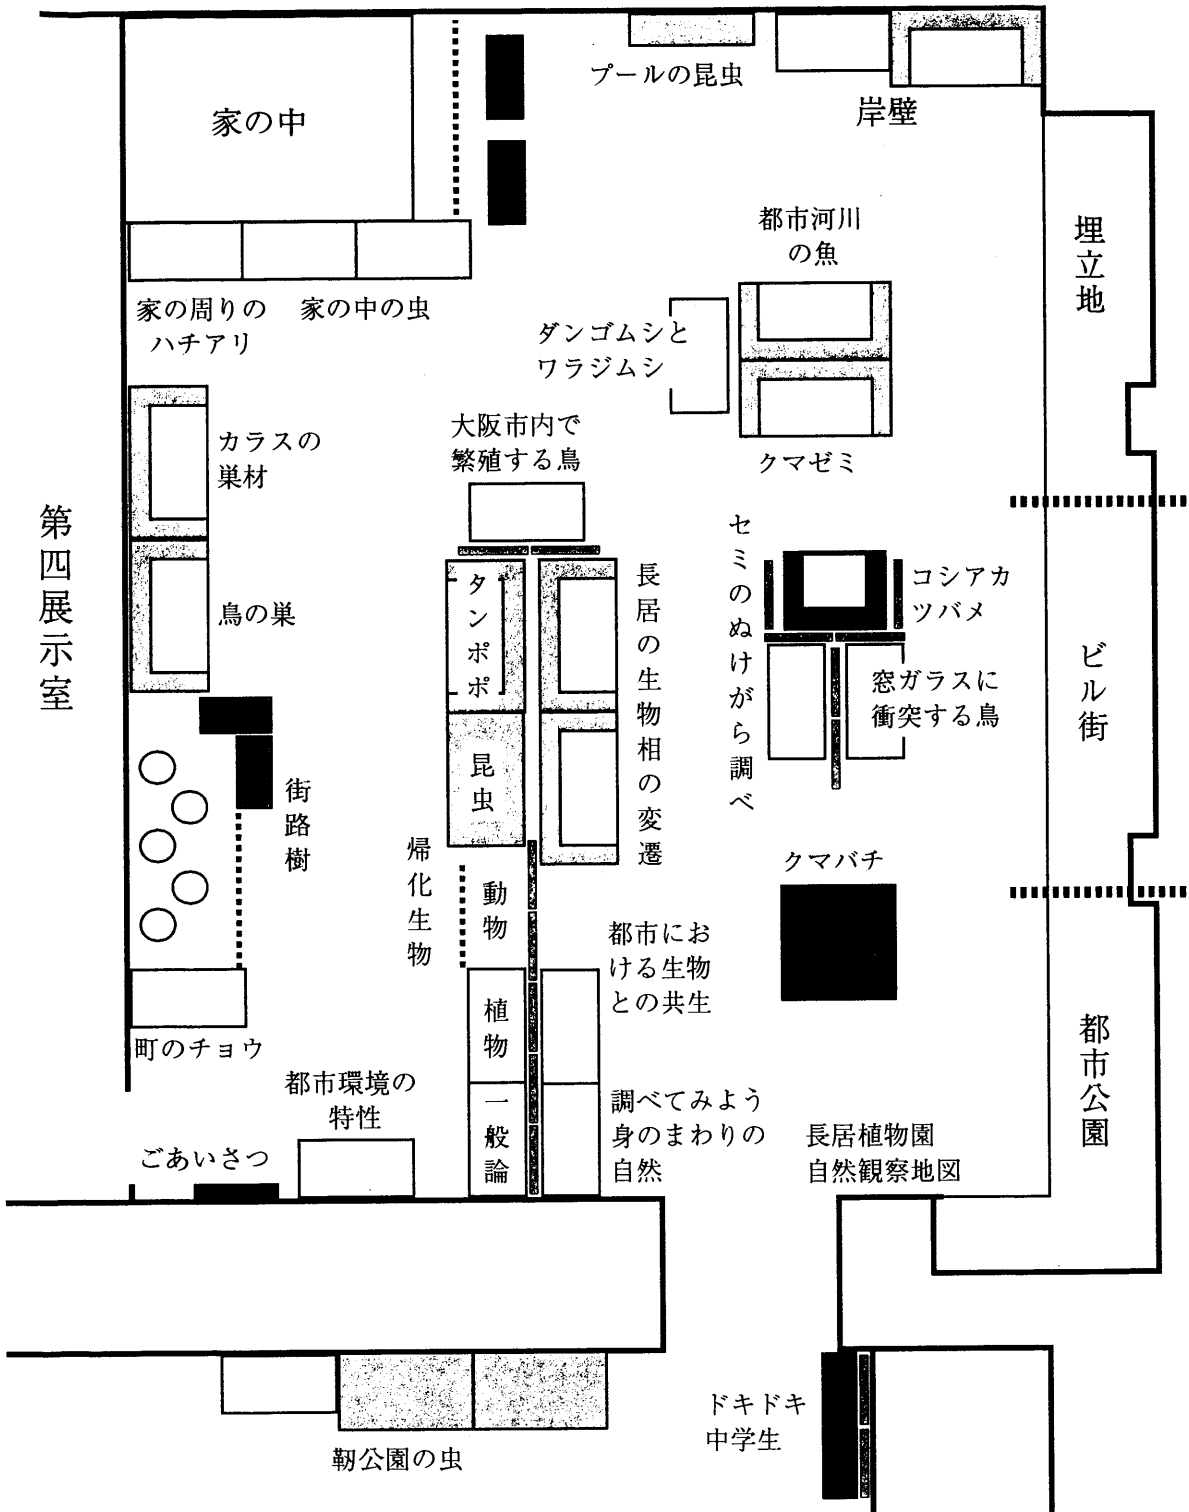 プールの昆虫
岸壁
家の中
都市河川
の魚
埋立地
家の周りの
ハチアリ
家の中の虫
ダンゴムシと
ワラジムシ
カラスの
巣材
大阪市内で
繁殖する鳥
クマゼミ
第四展示室
鳥の巣
タンポポ
長居の生物相の変遷
セミのぬけがら調べ
コシアカ
ツバメ
窓ガラスに
衝突する鳥
ビル街
昆虫
街路樹
帰化生物
動物
クマバチ
都市にお
ける生物
との共生
植物
町のチョウ
都市環境の
特性
一般論
調べてみよう
身のまわりの
自然
都市公園
長居植物園
自然観察地図
ごあいさつ
靭公園の虫
ドキドキ
中学生